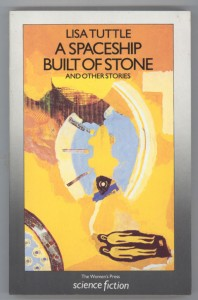 LISA TUTTLE
A SPACESHIP
BUILT OF STONE
AND OTHER STORIES
The Women's Press
science fiction